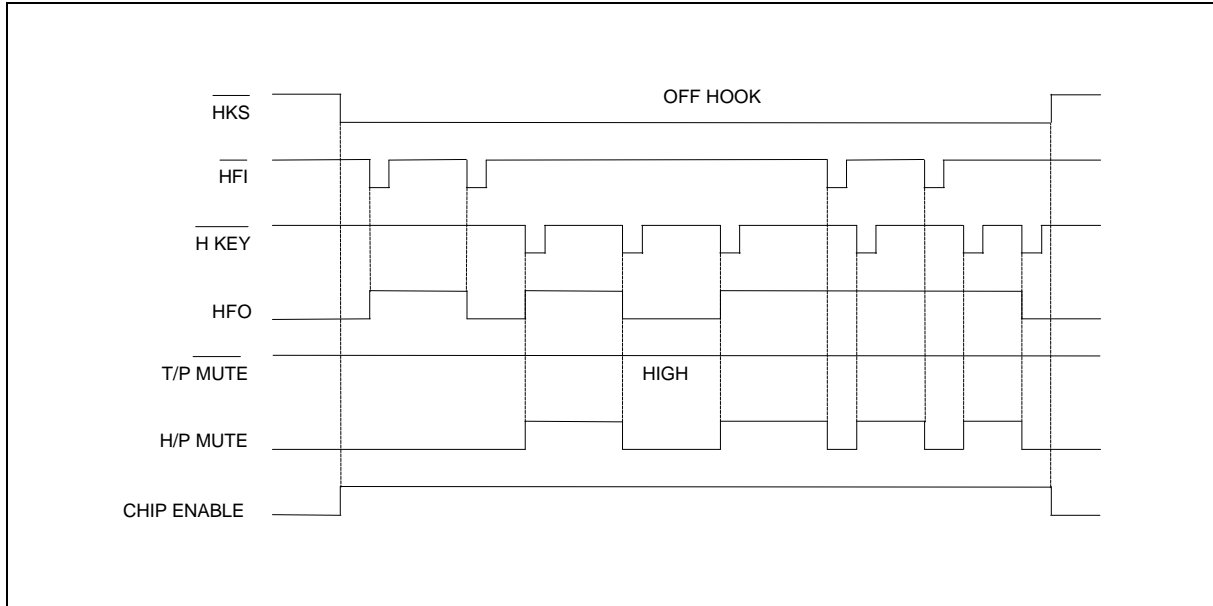 HKS
OFF HOOK
HFI
H KEY
HFO
T/P MUTE
HIGH
H/P MUTE
CHIP ENABLE